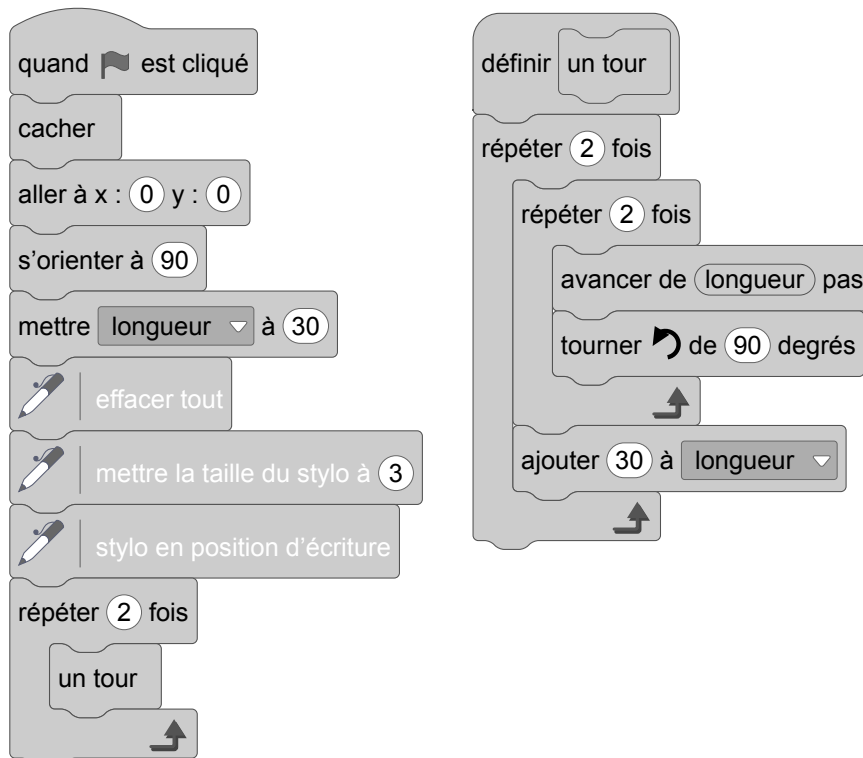 quand est cliqué
cacher
aller à x : 0 y : 0
s’orienter à 90
mettre longueur à 30
effacer tout
mettre la taille du stylo à 3
stylo en position d’écriture
répéter 2 fois
un tour
définir un tour
répéter 2 fois
répéter 2 fois
avancer de longueur pas
tourner de 90 degrés
ajouter 30 à longueur